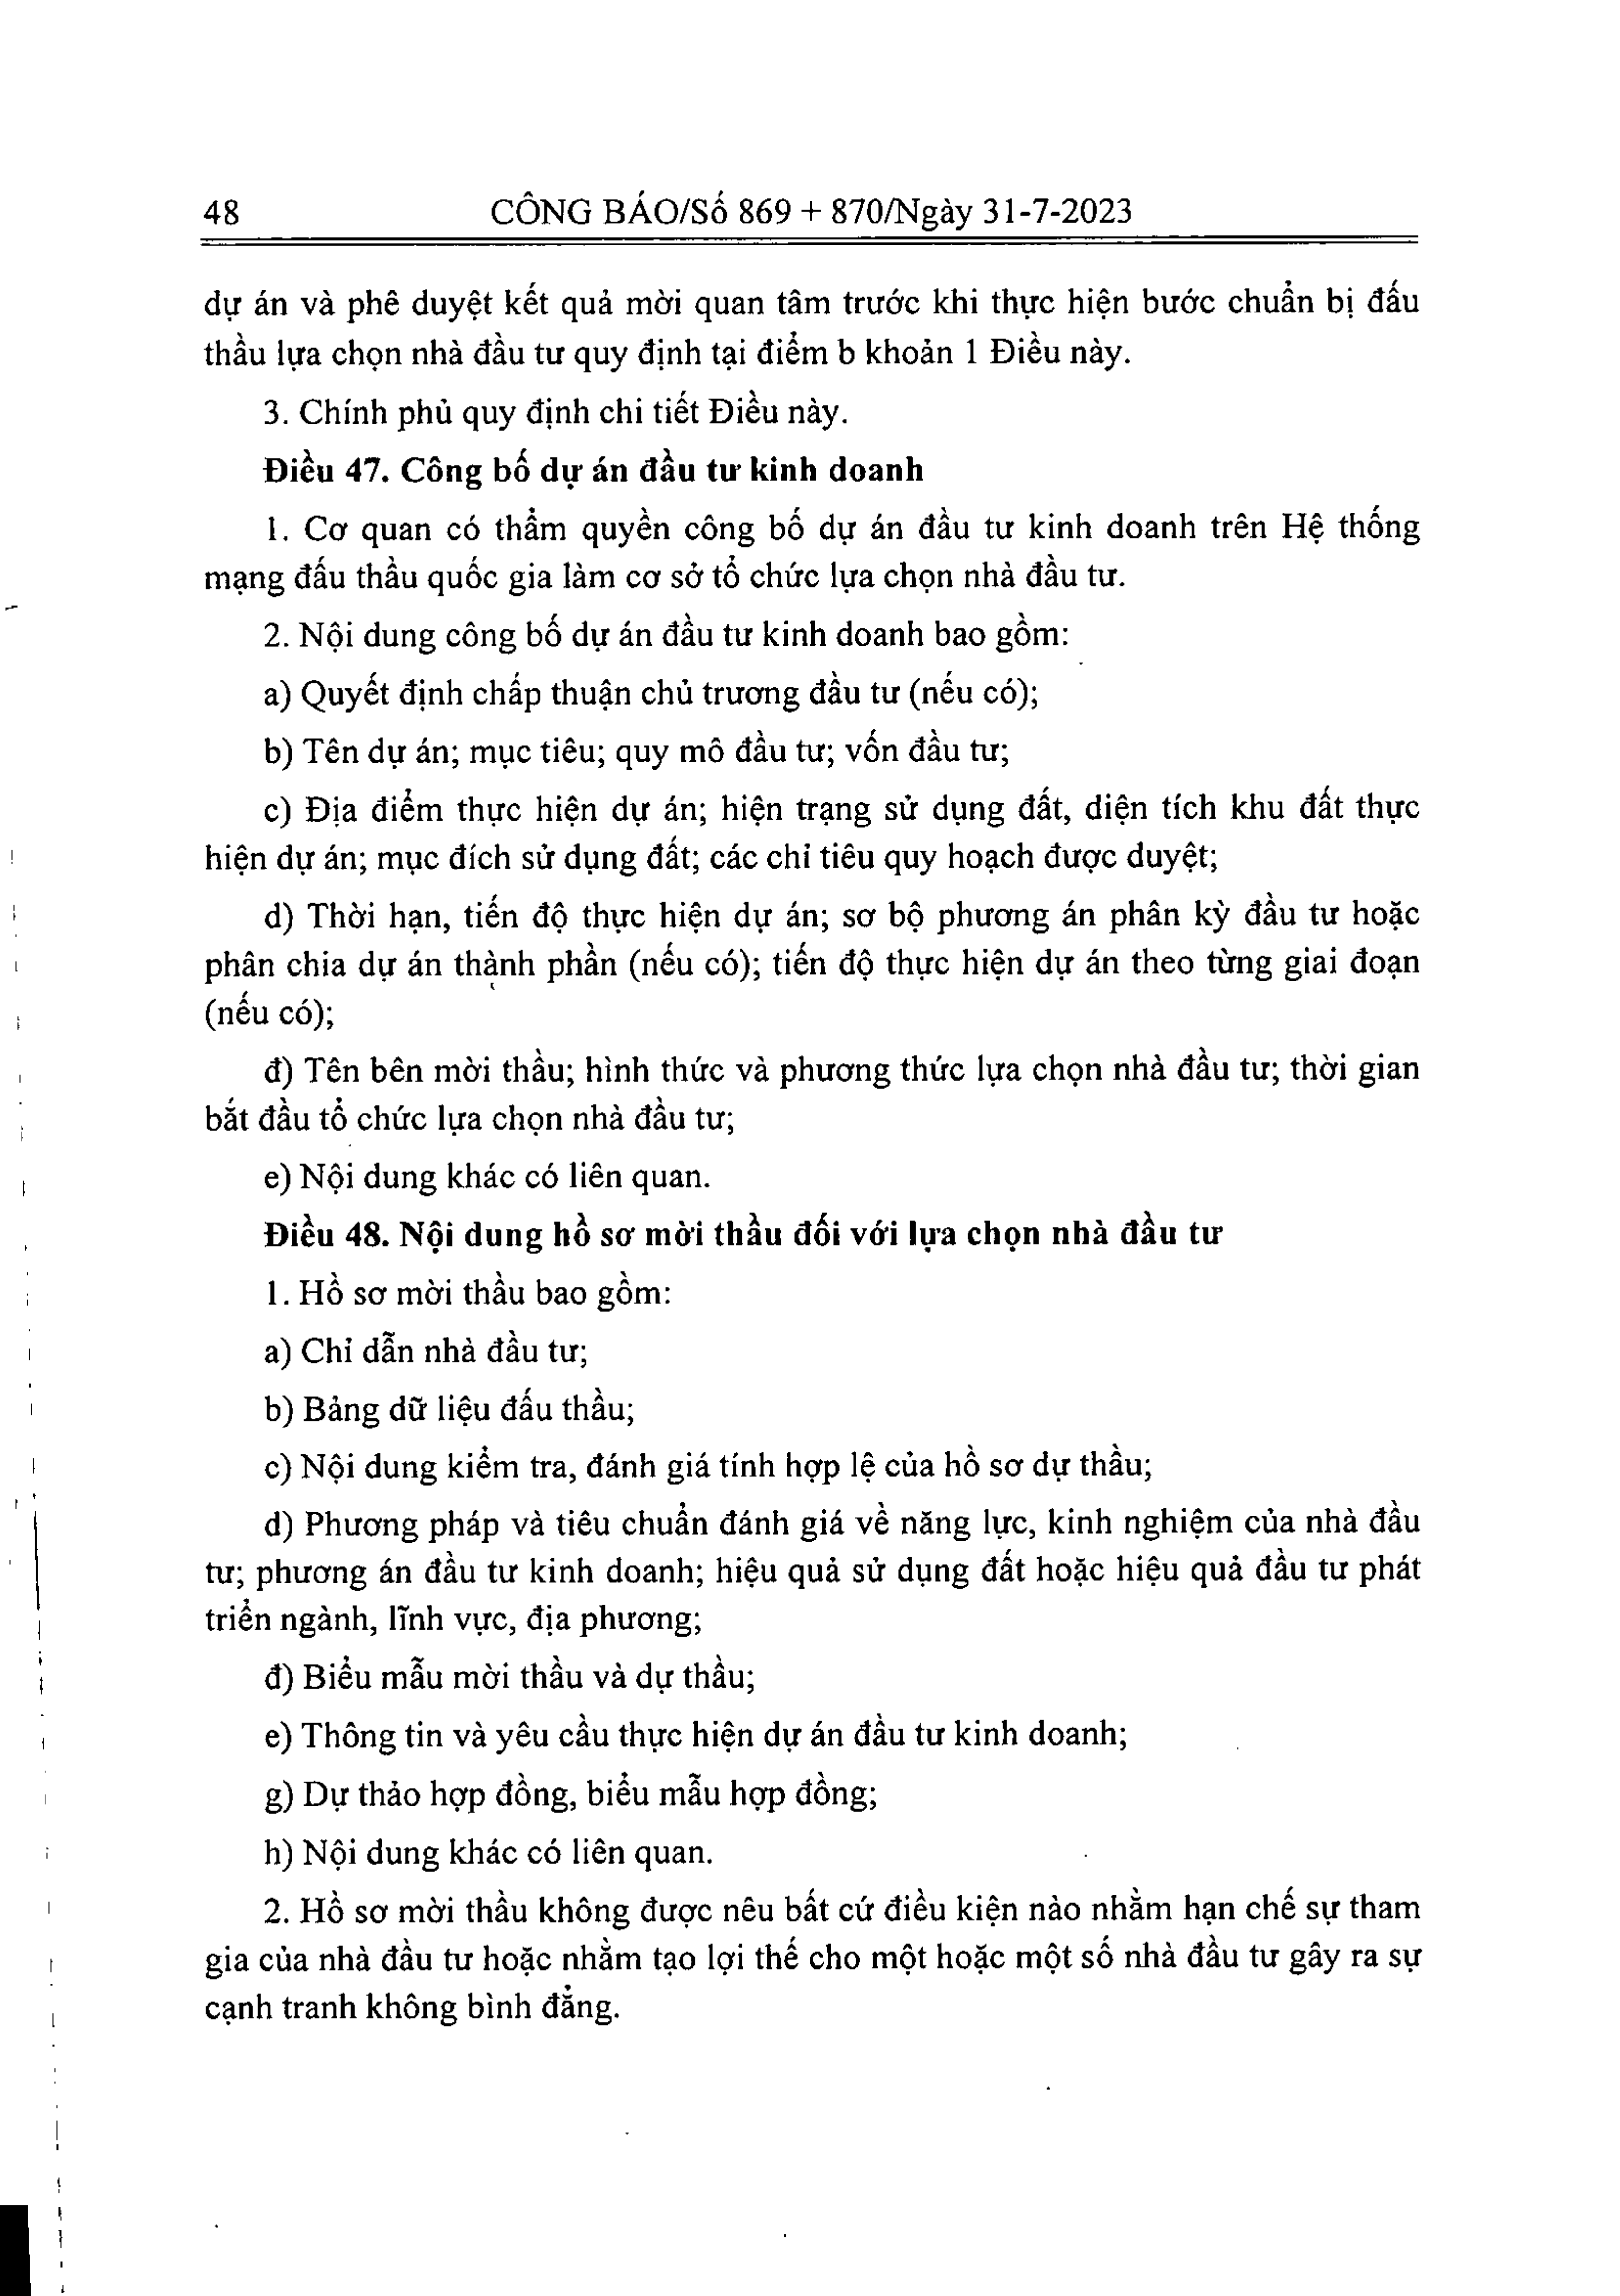 48
CÔNG BÁO/Số 869 + 870/Ngày 31-7-2023
dự án và phê duyệt kết quả mời quan tâm trước khi thực hiện bước chuẩn bị đấu
thầu lựa chọn nhà đầu tư quy định tại điểm b khoản 1 Điều này.
3. Chính phủ quy định chi tiết Điều này.
Điều 47. Công bố dự án đầu tư kinh doanh
1. Cơ quan có thẩm quyền công bố dự án đầu tư kinh doanh trên Hệ thống
mạng đấu thầu quốc gia làm cơ sở tổ chức lựa chọn nhà đầu tư.
2. Nội dung công bố dự án đầu tư kinh doanh bao gồm:
a) Quyết định chấp thuận chủ trương đầu tư (nếu có);
b) Tên dự án; mục tiêu; quy mô đầu tư; vốn đầu tư;
c) Địa điểm thực hiện dự án; hiện trạng sử dụng đất, diện tích khu đất thực
hiện dự án; mục đích sử dụng đất; các chỉ tiêu quy hoạch được duyệt;
d) Thời hạn, tiến độ thực hiện dự án; sơ bộ phương án phân kỳ đầu tư hoặc
phân chia dự án thành phần (nếu có); tiến độ thực hiện dự án theo từng giai đoạn
(nếu có);
đ) Tên bên mời thầu; hình thức và phương thức lựa chọn nhà đầu tư; thời gian
bắt đầu tổ chức lựa chọn nhà đầu tư;
e) Nội dung khác có liên quan.
Điều 48. Nội dung hồ sơ mời thầu đối với lựa chọn nhà đầu tư
1. Hồ sơ mời thầu bao gồm:
a) Chỉ dẫn nhà đầu tư;
b) Bảng dữ liệu đấu thầu;
c) Nội dung kiểm tra, đánh giá tính hợp lệ của hồ sơ dự thầu;
d) Phương pháp và tiêu chuẩn đánh giá về năng lực, kinh nghiệm của nhà đầu
tư; phương án đầu tư kinh doanh; hiệu quả sử dụng đất hoặc hiệu quả đầu tư phát
triển ngành, lĩnh vực, địa phương;
đ) Biểu mẫu mời thầu và dự thầu;
e) Thông tin và yêu cầu thực hiện dự án đầu tư kinh doanh;
g) Dự thảo hợp đồng, biểu mẫu hợp đồng;
h) Nội dung khác có liên quan.
2. Hồ sơ mời thầu không được nêu bất cứ điều kiện nào nhằm hạn chế sự tham
gia của nhà đầu tư hoặc nhằm tạo lợi thế cho một hoặc một số nhà đầu tư gây ra sự
cạnh tranh không bình đẳng.